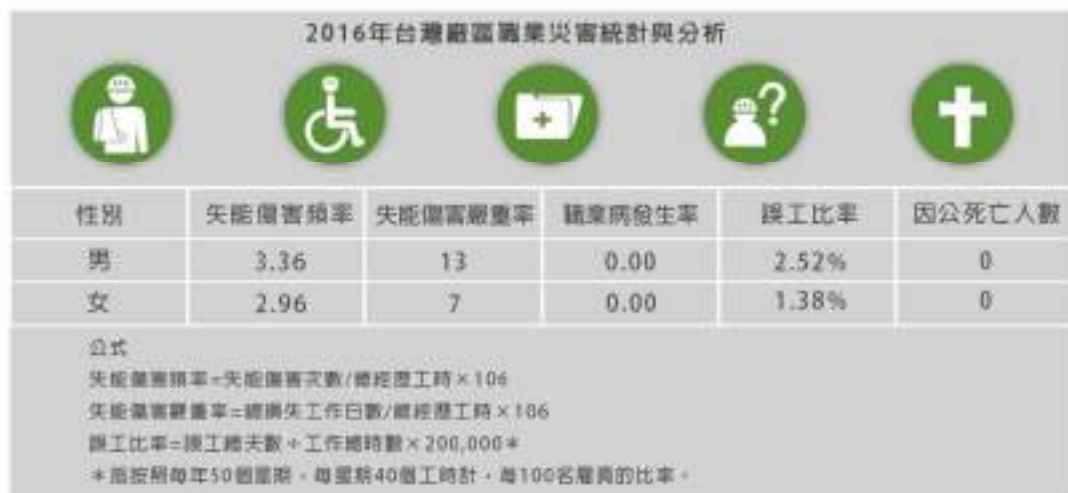 2016年台灣廠區職業災害統計與分析
性別 失能傷害頻率 失能傷害嚴重率 職業病發生率 誤工比率 因公死亡人數
男 3.36 13 0.00 2.52% 0
女 2.96 7 0.00 1.38% 0
公式
失能傷害頻率=失能傷害次數/總經歷工時×106
失能傷害嚴重率=總損失工作日數/總經歷工時×106
誤工比率=誤工總天數÷工作總時數×200,000*
*指按照每年50個星期，每星期40個工時計，每100名雇員的比率。